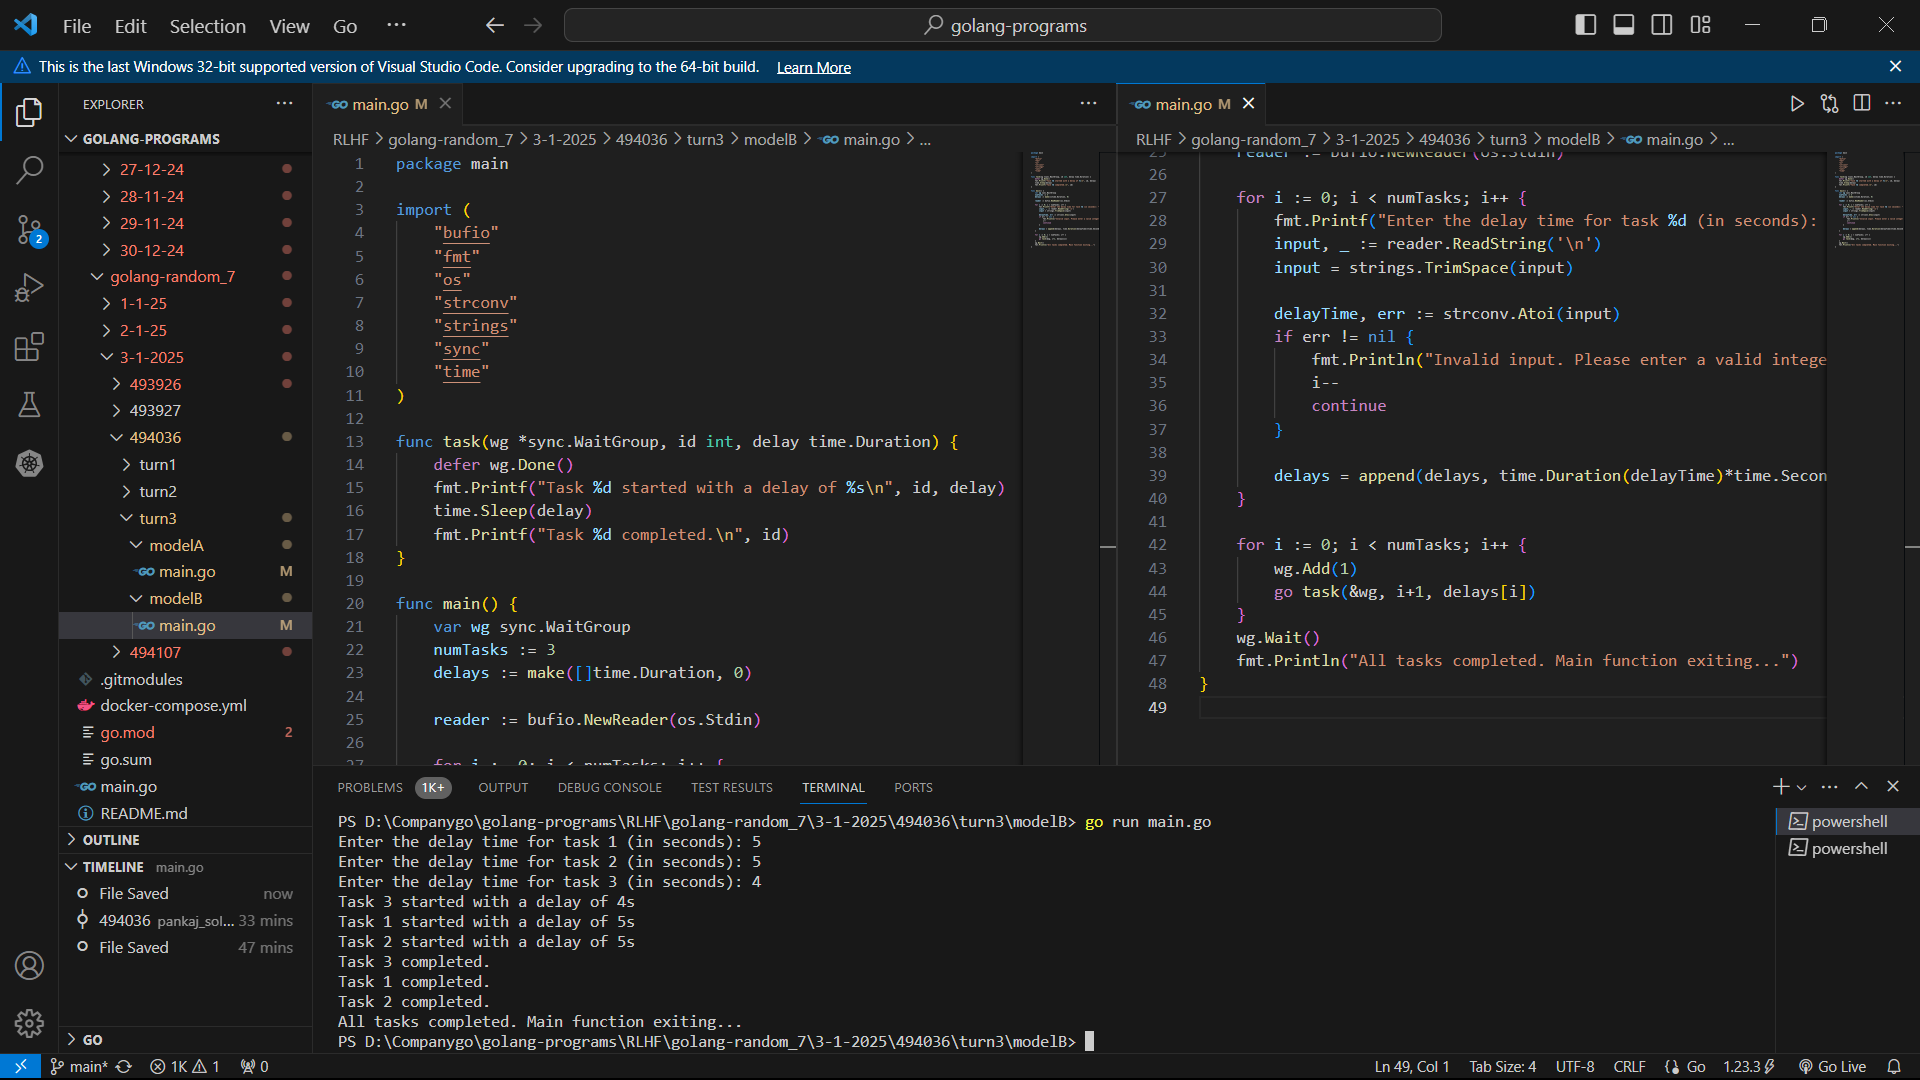 File Edit Selection View Go ···
golang-programs
This is the last Windows 32-bit supported version of Visual Studio Code. Consider upgrading to the 64-bit build. Learn More
EXPLORER ···
GOLANG-PROGRAMS
27-12-24
28-11-24
29-11-24
30-12-24
golang-random_7
1-1-25
2-1-25
3-1-2025
493926
493927
494036
turn1
turn2
turn3
modelA
main.go M
modelB
main.go M
494107
.gitmodules
docker-compose.yml
go.mod 2
go.sum
main.go
README.md
OUTLINE
TIMELINE main.go
File Saved now
494036 pankaj_sol... 33 mins
File Saved 47 mins
GO
2
main.go M
RLHF > golang-random_7 > 3-1-2025 > 494036 > turn3 > modelB > main.go > ...
1 package main
2
3 import (
4 "bufio"
5 "fmt"
6 "os"
7 "strconv"
8 "strings"
9 "sync"
10 "time"
11 )
12
13 func task(wg *sync.WaitGroup, id int, delay time.Duration) {
14 defer wg.Done()
15 fmt.Printf("Task %d started with a delay of %s\n", id, delay)
16 time.Sleep(delay)
17 fmt.Printf("Task %d completed.\n", id)
18 }
19
20 func main() {
21 var wg sync.WaitGroup
22 numTasks := 3
23 delays := make([]time.Duration, 0)
24
25 reader := bufio.NewReader(os.Stdin)
26
27 for i := 0; i < numTasks; i++ {
main.go M
RLHF > golang-random_7 > 3-1-2025 > 494036 > turn3 > modelB > main.go > ...
25 reader := bufio.NewReader(os.Stdin)
26
27 for i := 0; i < numTasks; i++ {
28 fmt.Printf("Enter the delay time for task %d (in seconds):
29 input, _ := reader.ReadString('\n')
30 input = strings.TrimSpace(input)
31
32 delayTime, err := strconv.Atoi(input)
33 if err != nil {
34 fmt.Println("Invalid input. Please enter a valid intege
35 i--
36 continue
37 }
38
39 delays = append(delays, time.Duration(delayTime)*time.Secon
40 }
41
42 for i := 0; i < numTasks; i++ {
43 wg.Add(1)
44 go task(&wg, i+1, delays[i])
45 }
46 wg.Wait()
47 fmt.Println("All tasks completed. Main function exiting...")
48 }
49
PROBLEMS 1K+ OUTPUT DEBUG CONSOLE TEST RESULTS TERMINAL PORTS
PS D:\Companygo\golang-programs\RLHF\golang-random_7\3-1-2025\494036\turn3\modelB> go run main.go
Enter the delay time for task 1 (in seconds): 5
Enter the delay time for task 2 (in seconds): 5
Enter the delay time for task 3 (in seconds): 4
Task 3 started with a delay of 4s
Task 1 started with a delay of 5s
Task 2 started with a delay of 5s
Task 3 completed.
Task 1 completed.
Task 2 completed.
All tasks completed. Main function exiting...
PS D:\Companygo\golang-programs\RLHF\golang-random_7\3-1-2025\494036\turn3\modelB>
powershell
powershell
main* 1K 1 0
Ln 49, Col 1 Tab Size: 4 UTF-8 CRLF Go 1.23.3 Go Live